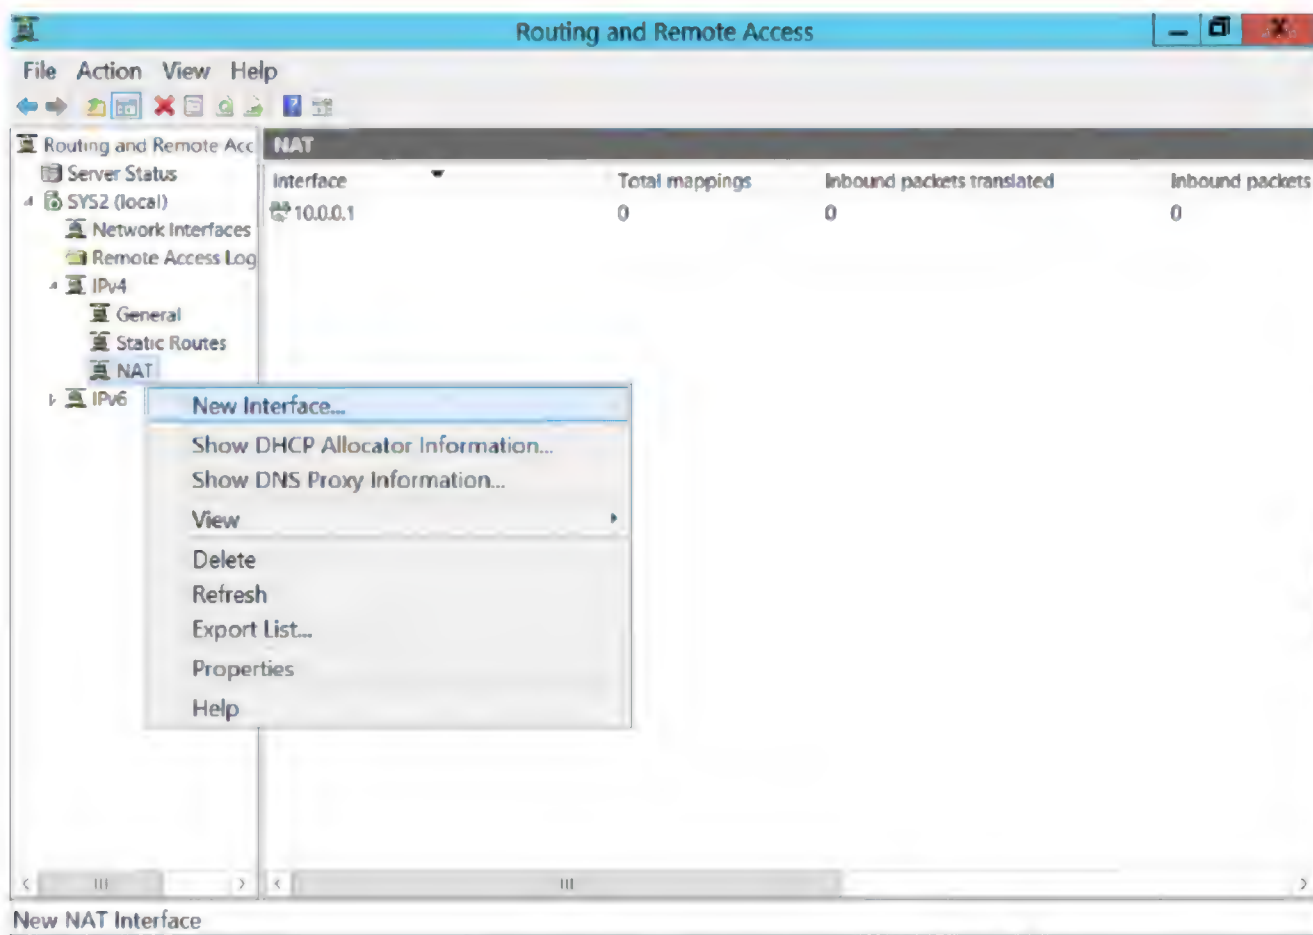 Routing and Remote Access
File Action View Help
Routing and Remote Acc
Server Status
SYS2 (local)
Network Interfaces
Remote Access Log
IPv4
General
Static Routes
NAT
IPv6
NAT
Interface Total mappings Inbound packets translated Inbound packets
10.0.0.1 0 0 0
New Interface...
Show DHCP Allocator Information...
Show DNS Proxy Information...
View
Delete
Refresh
Export List...
Properties
Help
New NAT Interface